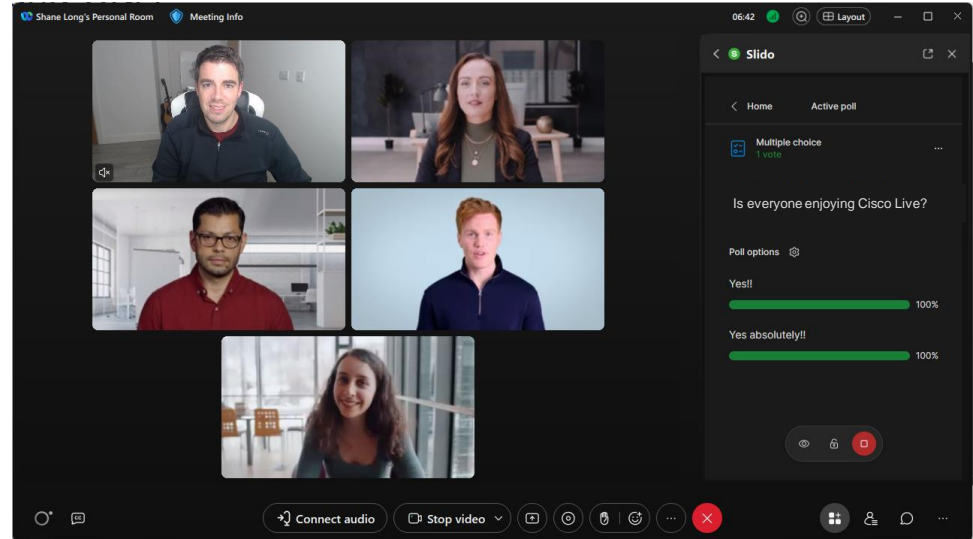 Shane Long's Personal Room
Meeting Info
06:42
Layout
Slido
Home
Active poll
Multiple choice
1 vote
Is everyone enjoying Cisco Live?
Poll options
Yes!!
100%
Yes absolutely!!
100%
CC
Connect audio
Stop video